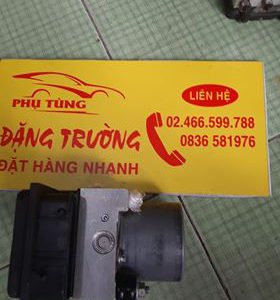 PHỤ TÙNG
LIÊN HỆ
02.466.599.788
0836 581976
ĐẶNG TRƯỜNG
ĐẶT HÀNG NHANH